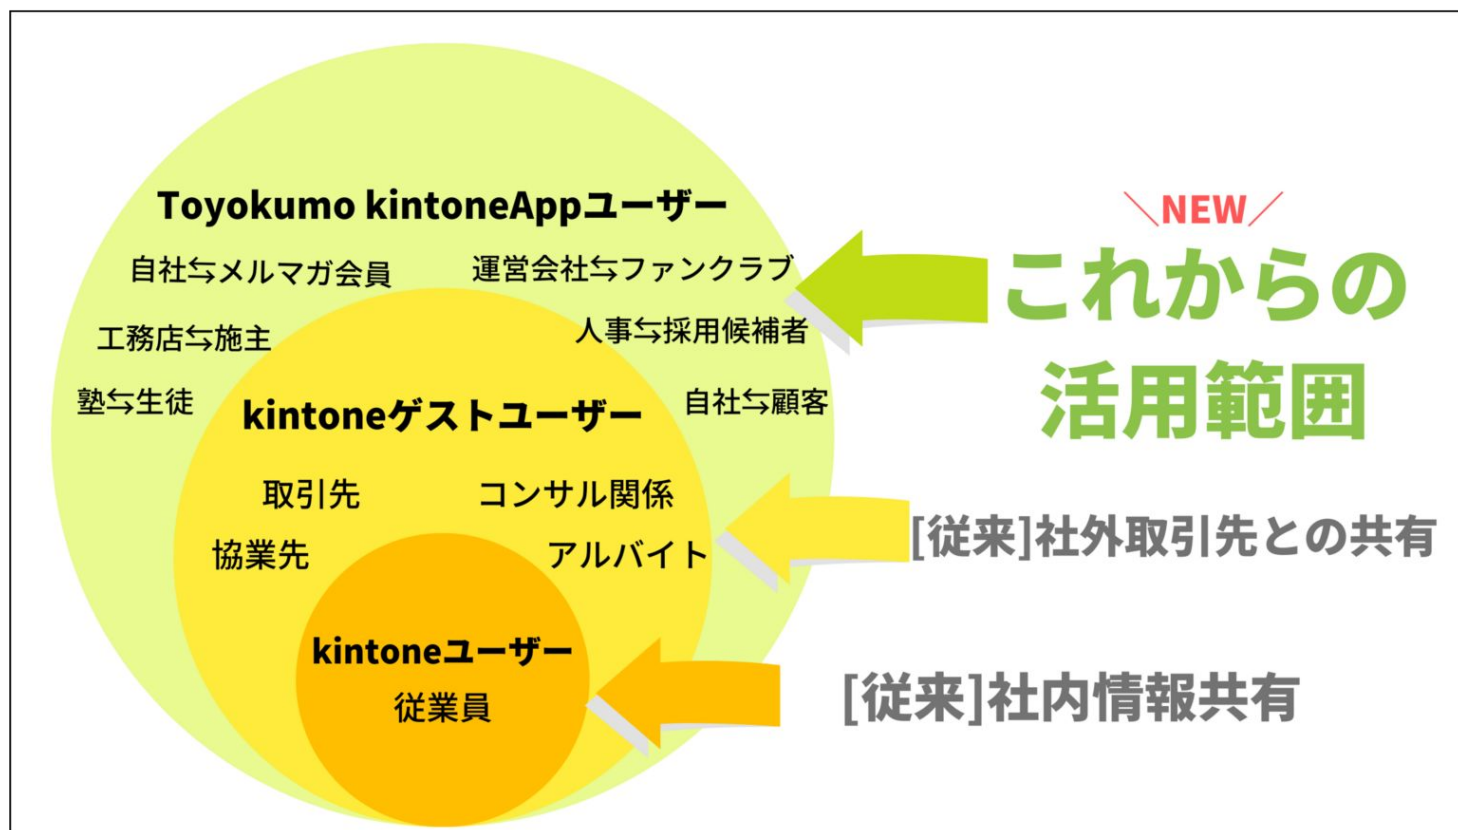 Toyokumo kintoneAppユーザー
自社⇆メルマガ会員
運営会社⇆ファンクラブ
工務店⇆施主
人事⇆採用候補者
塾⇆生徒
自社⇆顧客
kintoneゲストユーザー
取引先
コンサル関係
協業先
アルバイト
kintoneユーザー
従業員
＼NEW／
これからの
活用範囲
[従来]社外取引先との共有
[従来]社内情報共有